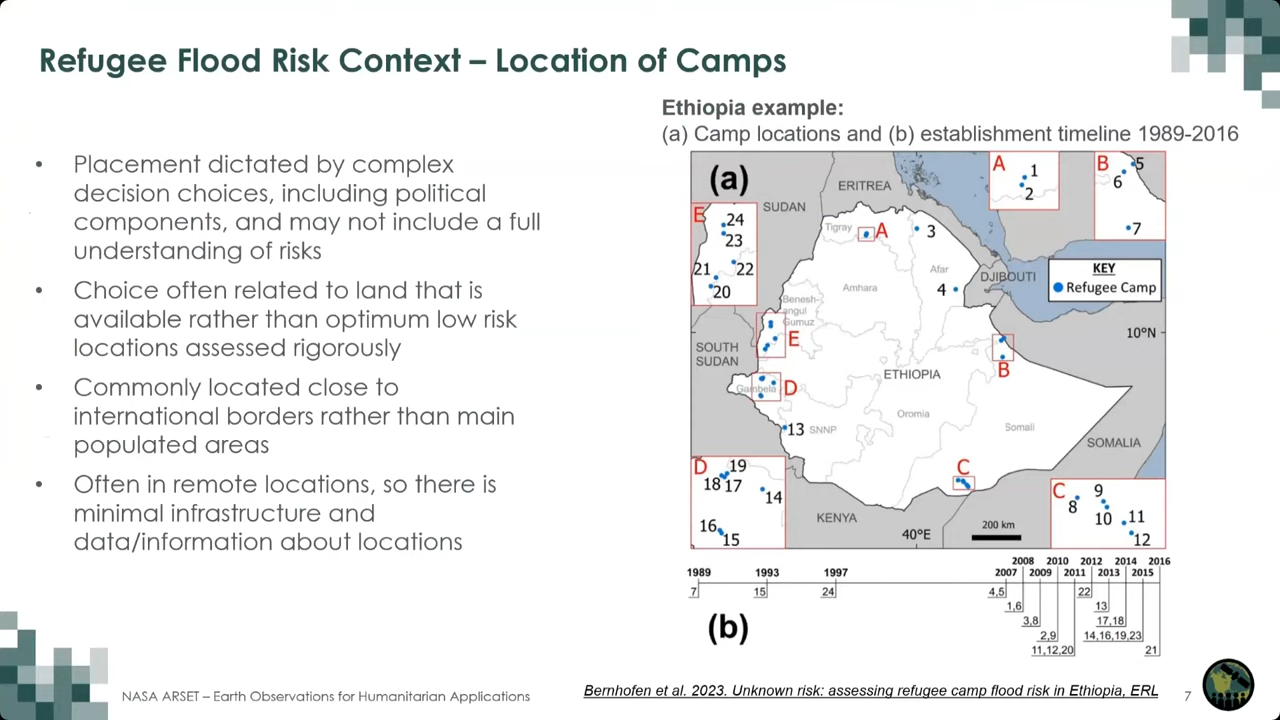 Refugee Flood Risk Context – Location of Camps
• Placement dictated by complex
decision choices, including political
components, and may not include a full
understanding of risks
• Choice often related to land that is
available rather than optimum low risk
locations assessed rigorously
• Commonly located close to
international borders rather than main
populated areas
• Often in remote locations, so there is
minimal infrastructure and
data/information about locations
Ethiopia example:
(a) Camp locations and (b) establishment timeline 1989-2016
(a)
ERITREA
SUDAN
Tigray
A
3
Afar
4
DJIBOUTI
Amhara
Benesh-
angul
Gumuz
E
SOUTH
SUDAN
ETHIOPIA
B
Gambela
D
Oromia
13
SNNP
Somali
SOMALIA
C
KENYA
40°E
200 km
10°N
KEY
Refugee Camp
A
1
2
B
5
6
7
E
24
23
21
22
20
D
19
18
17
14
16
15
C
9
8
10
11
12
2008 2010 2012 2014 2016
1989 1993 1997 2007 2009 2011 2013 2015
7 15 24 4,5 22
1,6 13
3,8 17,18
2,9 14,16,19,23
11,12,20 21
(b)
NASA ARSET – Earth Observations for Humanitarian Applications
Bernhofen et al. 2023. Unknown risk: assessing refugee camp flood risk in Ethiopia, ERL
7